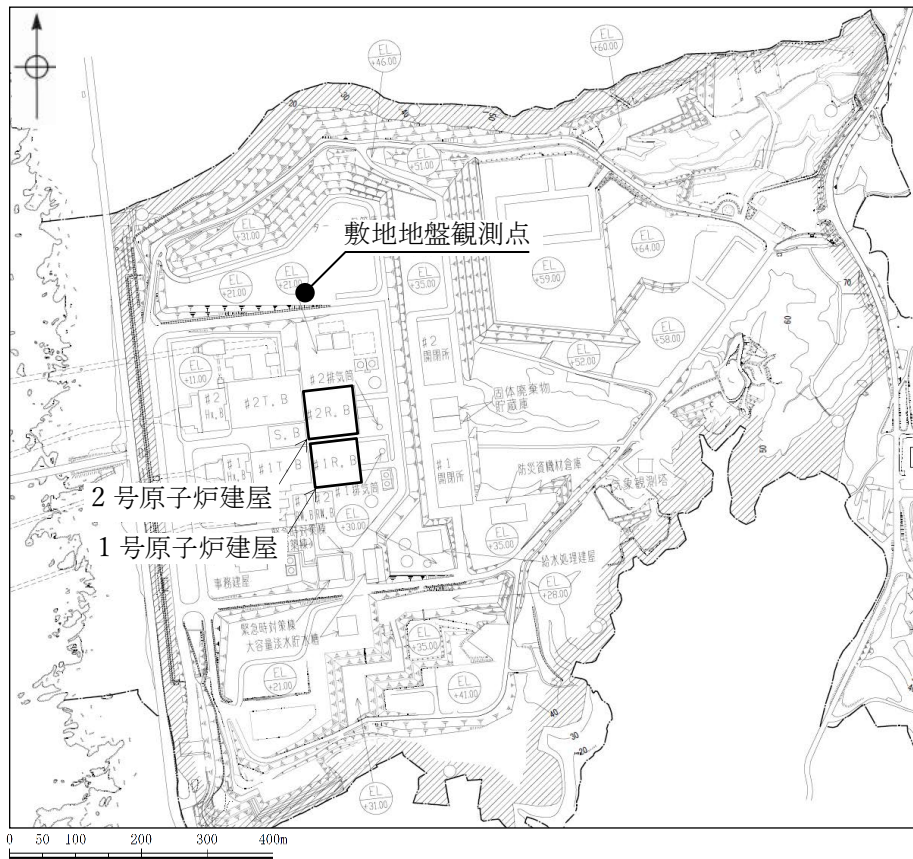 EL
+46.00
EL
+60.00
20
30
40
50
EL
+51.00
EL
+31.00
敷地地盤観測点
EL
+64.00
EL
+21.00
EL
+21.00
EL
+35.00
EL
+59.00
70
60
EL
+58.00
EL
+52.00
EL
+11.00
#2
開閉所
#2排気筒
#2
Hx.B
#2T.B
#2R.B
固体廃棄物
貯蔵庫
S.B
50
#1
Hx.B
#1T.B
#1R.B
#1
開閉所
防災資機材倉庫
気象観測塔
2号原子炉建屋
#1排気筒
EL
+30.00
1号原子炉建屋
EL
+35.00
給水処理建屋
事務建屋
EL
+28.00
緊急時対策棟
大容量淡水貯水槽
EL
+35.00
EL
+21.00
EL
+41.00
40
30
20
EL
+31.00
0 50 100 200 300 400m